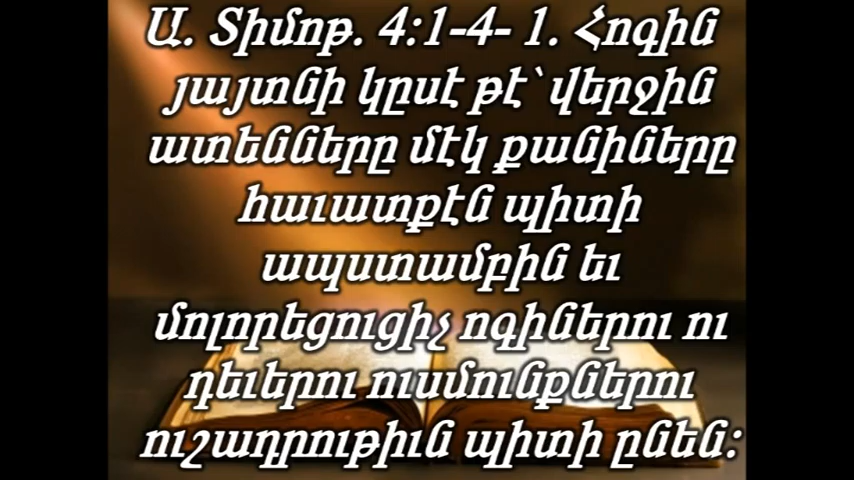 Ա. Տիմոթ. 4:1-4- 1. Հոգին
յայտնի կըսէ թէ՝ վերջին
ատենները մէկ քանիները
հաւատքէն պիտի
ապստամբին եւ
մոլորեցուցիչ ոգիներու ու
դեւերու ուսմունքներու
ուշադրութիւն պիտի ընեն: